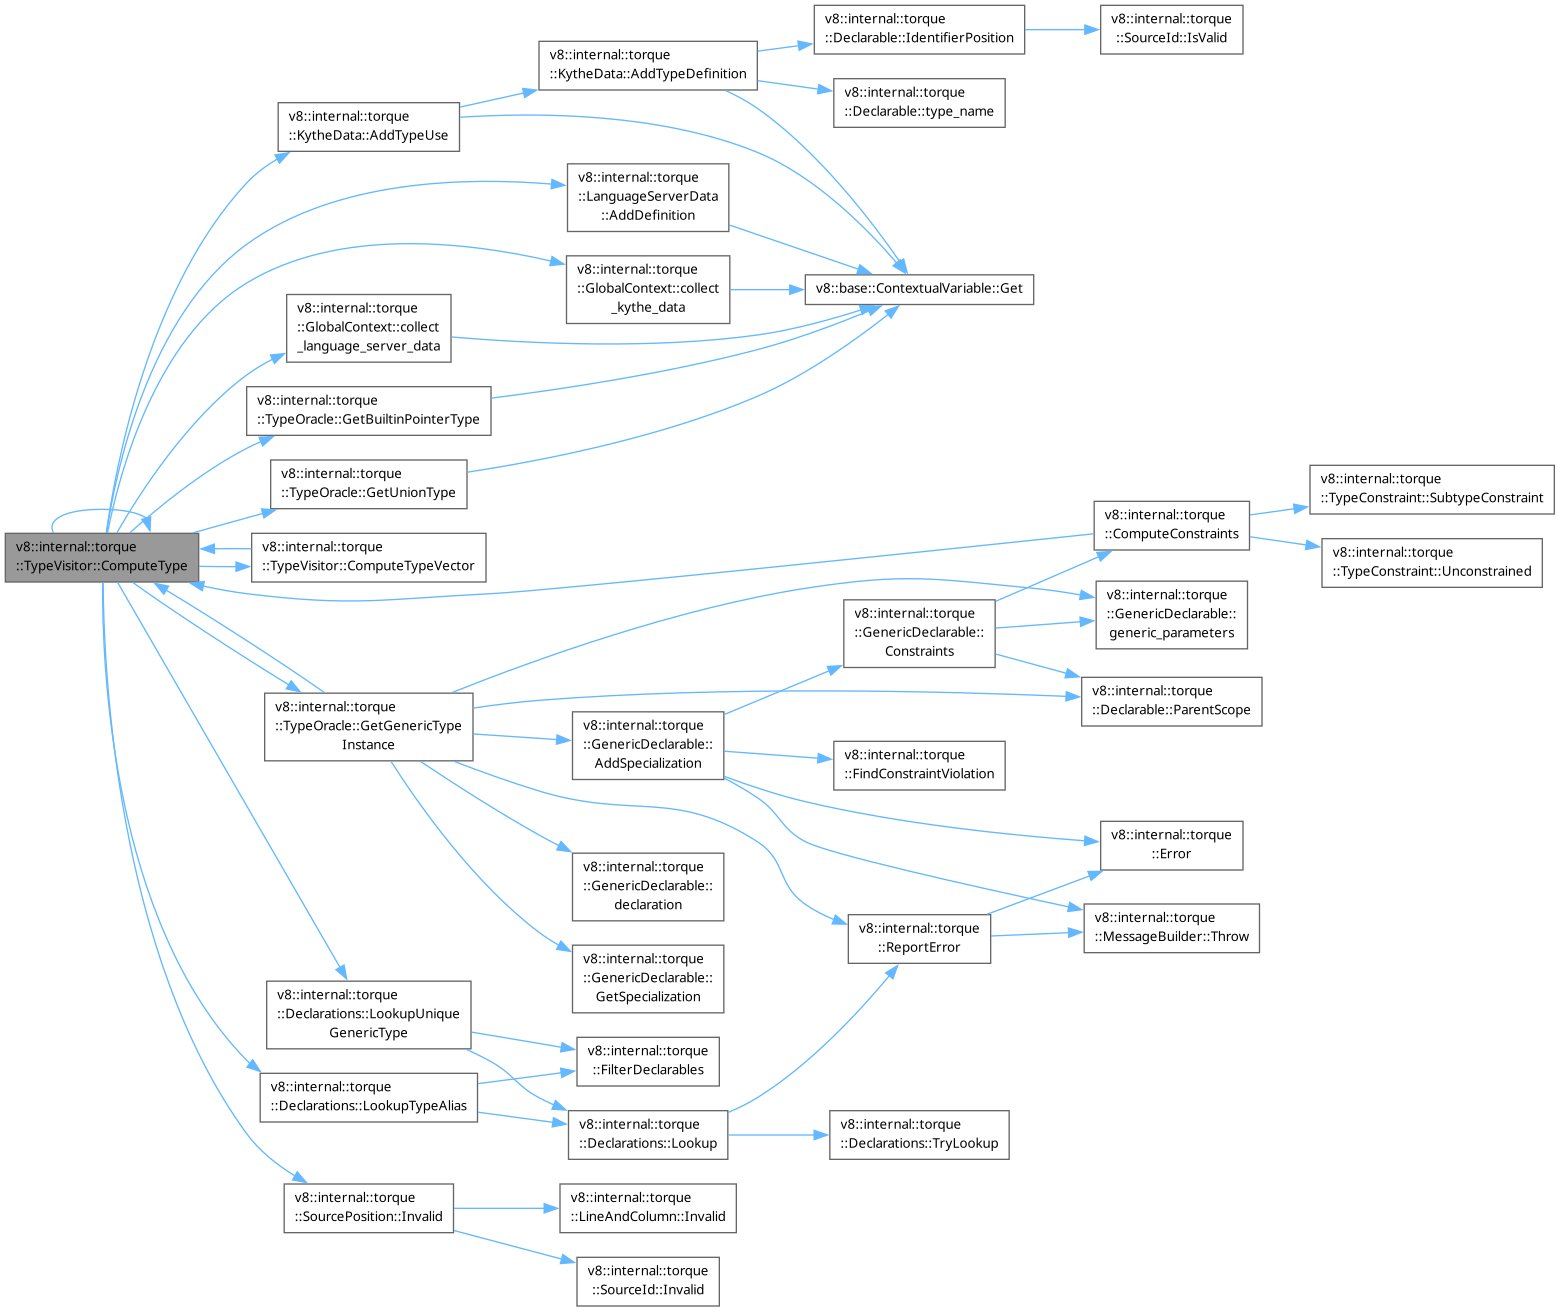 v8::internal::torque
::TypeVisitor::ComputeType
v8::internal::torque
::KytheData::AddTypeUse
v8::internal::torque
::KytheData::AddTypeDefinition
v8::internal::torque
::Declarable::IdentifierPosition
v8::internal::torque
::SourceId::IsValid
v8::internal::torque
::Declarable::type_name
v8::base::ContextualVariable::Get
v8::internal::torque
::LanguageServerData
::AddDefinition
v8::internal::torque
::GlobalContext::collect
_kythe_data
v8::internal::torque
::GlobalContext::collect
_language_server_data
v8::internal::torque
::TypeOracle::GetBuiltinPointerType
v8::internal::torque
::TypeOracle::GetUnionType
v8::internal::torque
::TypeVisitor::ComputeTypeVector
v8::internal::torque
::TypeOracle::GetGenericType
Instance
v8::internal::torque
::GenericDeclarable::
AddSpecialization
v8::internal::torque
::GenericDeclarable::
Constraints
v8::internal::torque
::ComputeConstraints
v8::internal::torque
::TypeConstraint::SubtypeConstraint
v8::internal::torque
::TypeConstraint::Unconstrained
v8::internal::torque
::GenericDeclarable::
generic_parameters
v8::internal::torque
::Declarable::ParentScope
v8::internal::torque
::FindConstraintViolation
v8::internal::torque
::Error
v8::internal::torque
::MessageBuilder::Throw
v8::internal::torque
::GenericDeclarable::
declaration
v8::internal::torque
::GenericDeclarable::
GetSpecialization
v8::internal::torque
::ReportError
v8::internal::torque
::Declarations::LookupUnique
GenericType
v8::internal::torque
::FilterDeclarables
v8::internal::torque
::Declarations::Lookup
v8::internal::torque
::Declarations::TryLookup
v8::internal::torque
::Declarations::LookupTypeAlias
v8::internal::torque
::SourcePosition::Invalid
v8::internal::torque
::LineAndColumn::Invalid
v8::internal::torque
::SourceId::Invalid